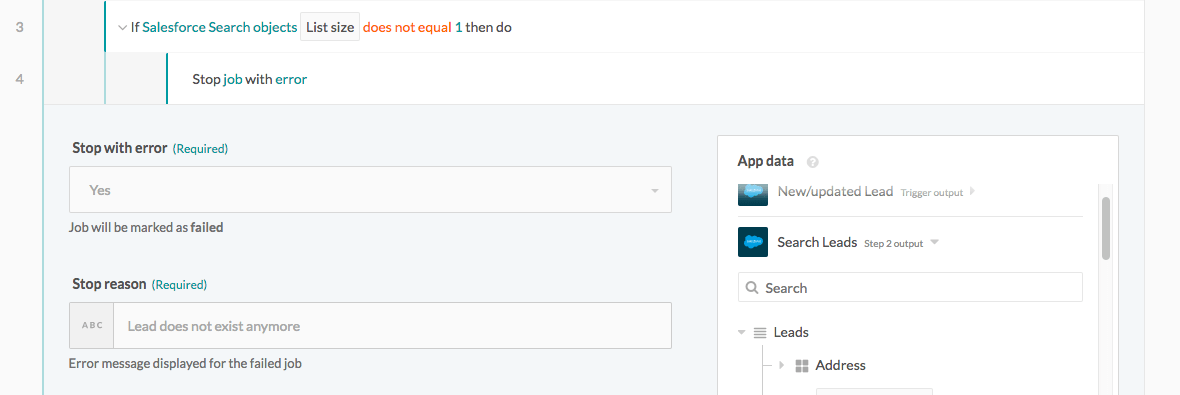 3 If Salesforce Search objects List size does not equal 1 then do
4 Stop job with error
Stop with error (Required)
Yes
Job will be marked as failed
Stop reason (Required)
ABC Lead does not exist anymore
Error message displayed for the failed job
App data ?
New/updated Lead Trigger output
Search Leads Step 2 output
Search
Leads
Address